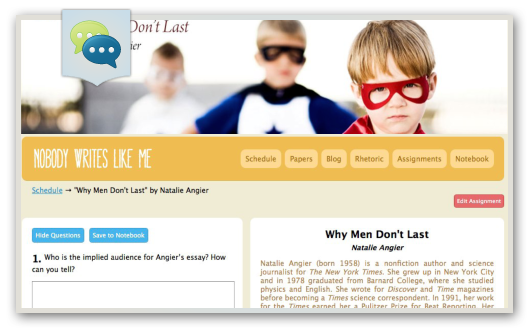 Don't Last
NOBODY WRITES LIKE ME
Schedule
Papers
Blog
Rhetoric
Assignments
Notebook
Schedule → "Why Men Don't Last" by Natalie Angier
Edit Assignment
Hide Questions
Save to Notebook
1. Who is the implied audience for Angier's essay? How
can you tell?
Why Men Don't Last
Natalie Angier
Natalie Angier (born 1958) is a nonfiction author and science
journalist for The New York Times. She grew up in New York City
and in 1978 graduated from Barnard College, where she studied
physics and English. She wrote for Discover and Time magazines
before becoming a Times science correspondent. In 1991, her work
for the Times earned her a Pulitzer Prize for Beat Reporting. Her